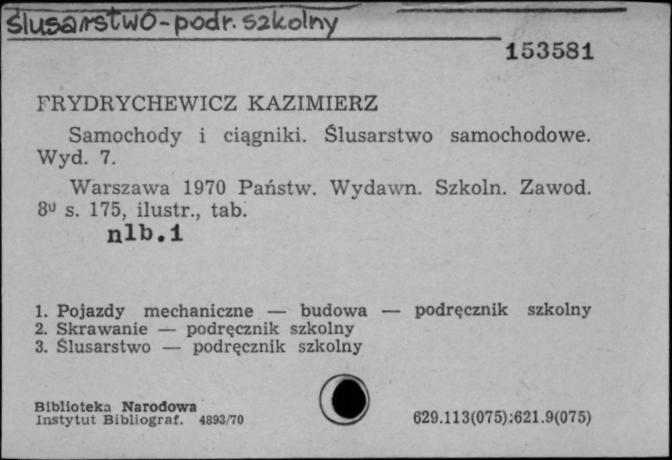 ślusarstwo-podr. szkolny
153581
FRYDRYCHEWICZ KAZIMIERZ
Samochody i ciągniki. Ślusarstwo samochodowe.
Wyd. 7.
Warszawa 1970 Państw. Wydawn. Szkoln. Zawod.
8º s. 175, ilustr., tab.
nlb.1
1. Pojazdy mechaniczne — budowa — podręcznik szkolny
2. Skrawanie — podręcznik szkolny
3. Ślusarstwo — podręcznik szkolny
Biblioteka Narodowa
Instytut Bibliograf. 4893/70
629.113(075):621.9(075)